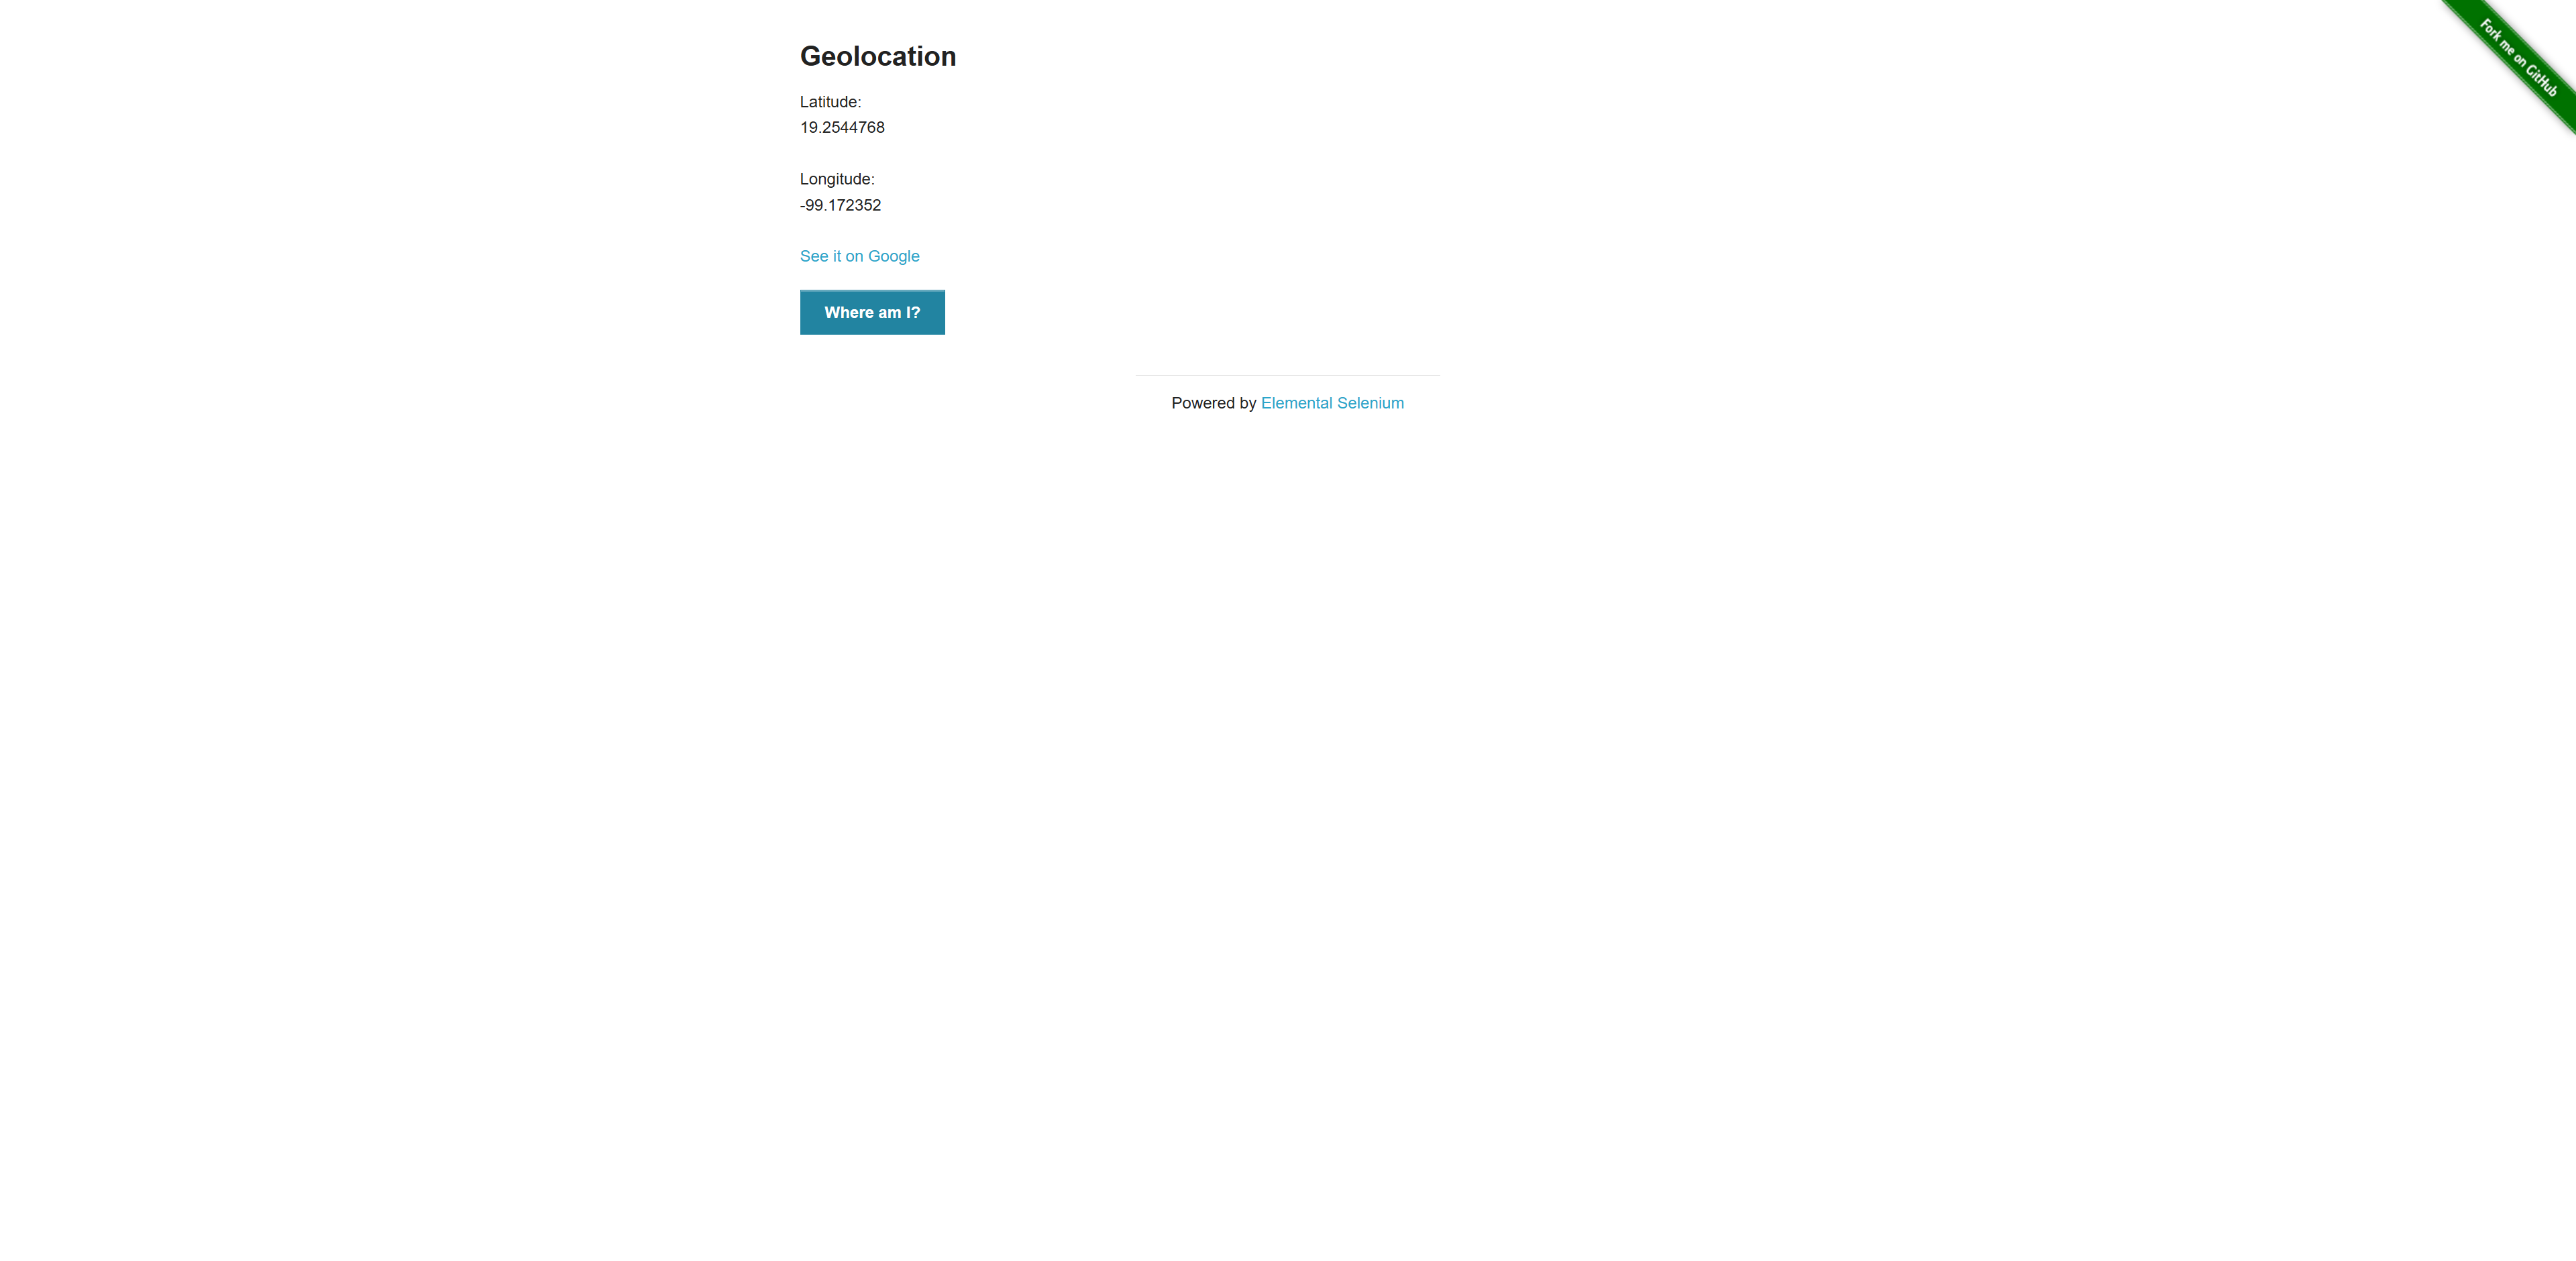 Fork me on GitHub
Geolocation
Latitude:
19.2544768
Longitude:
-99.172352
See it on Google
Where am I?
Powered by Elemental Selenium